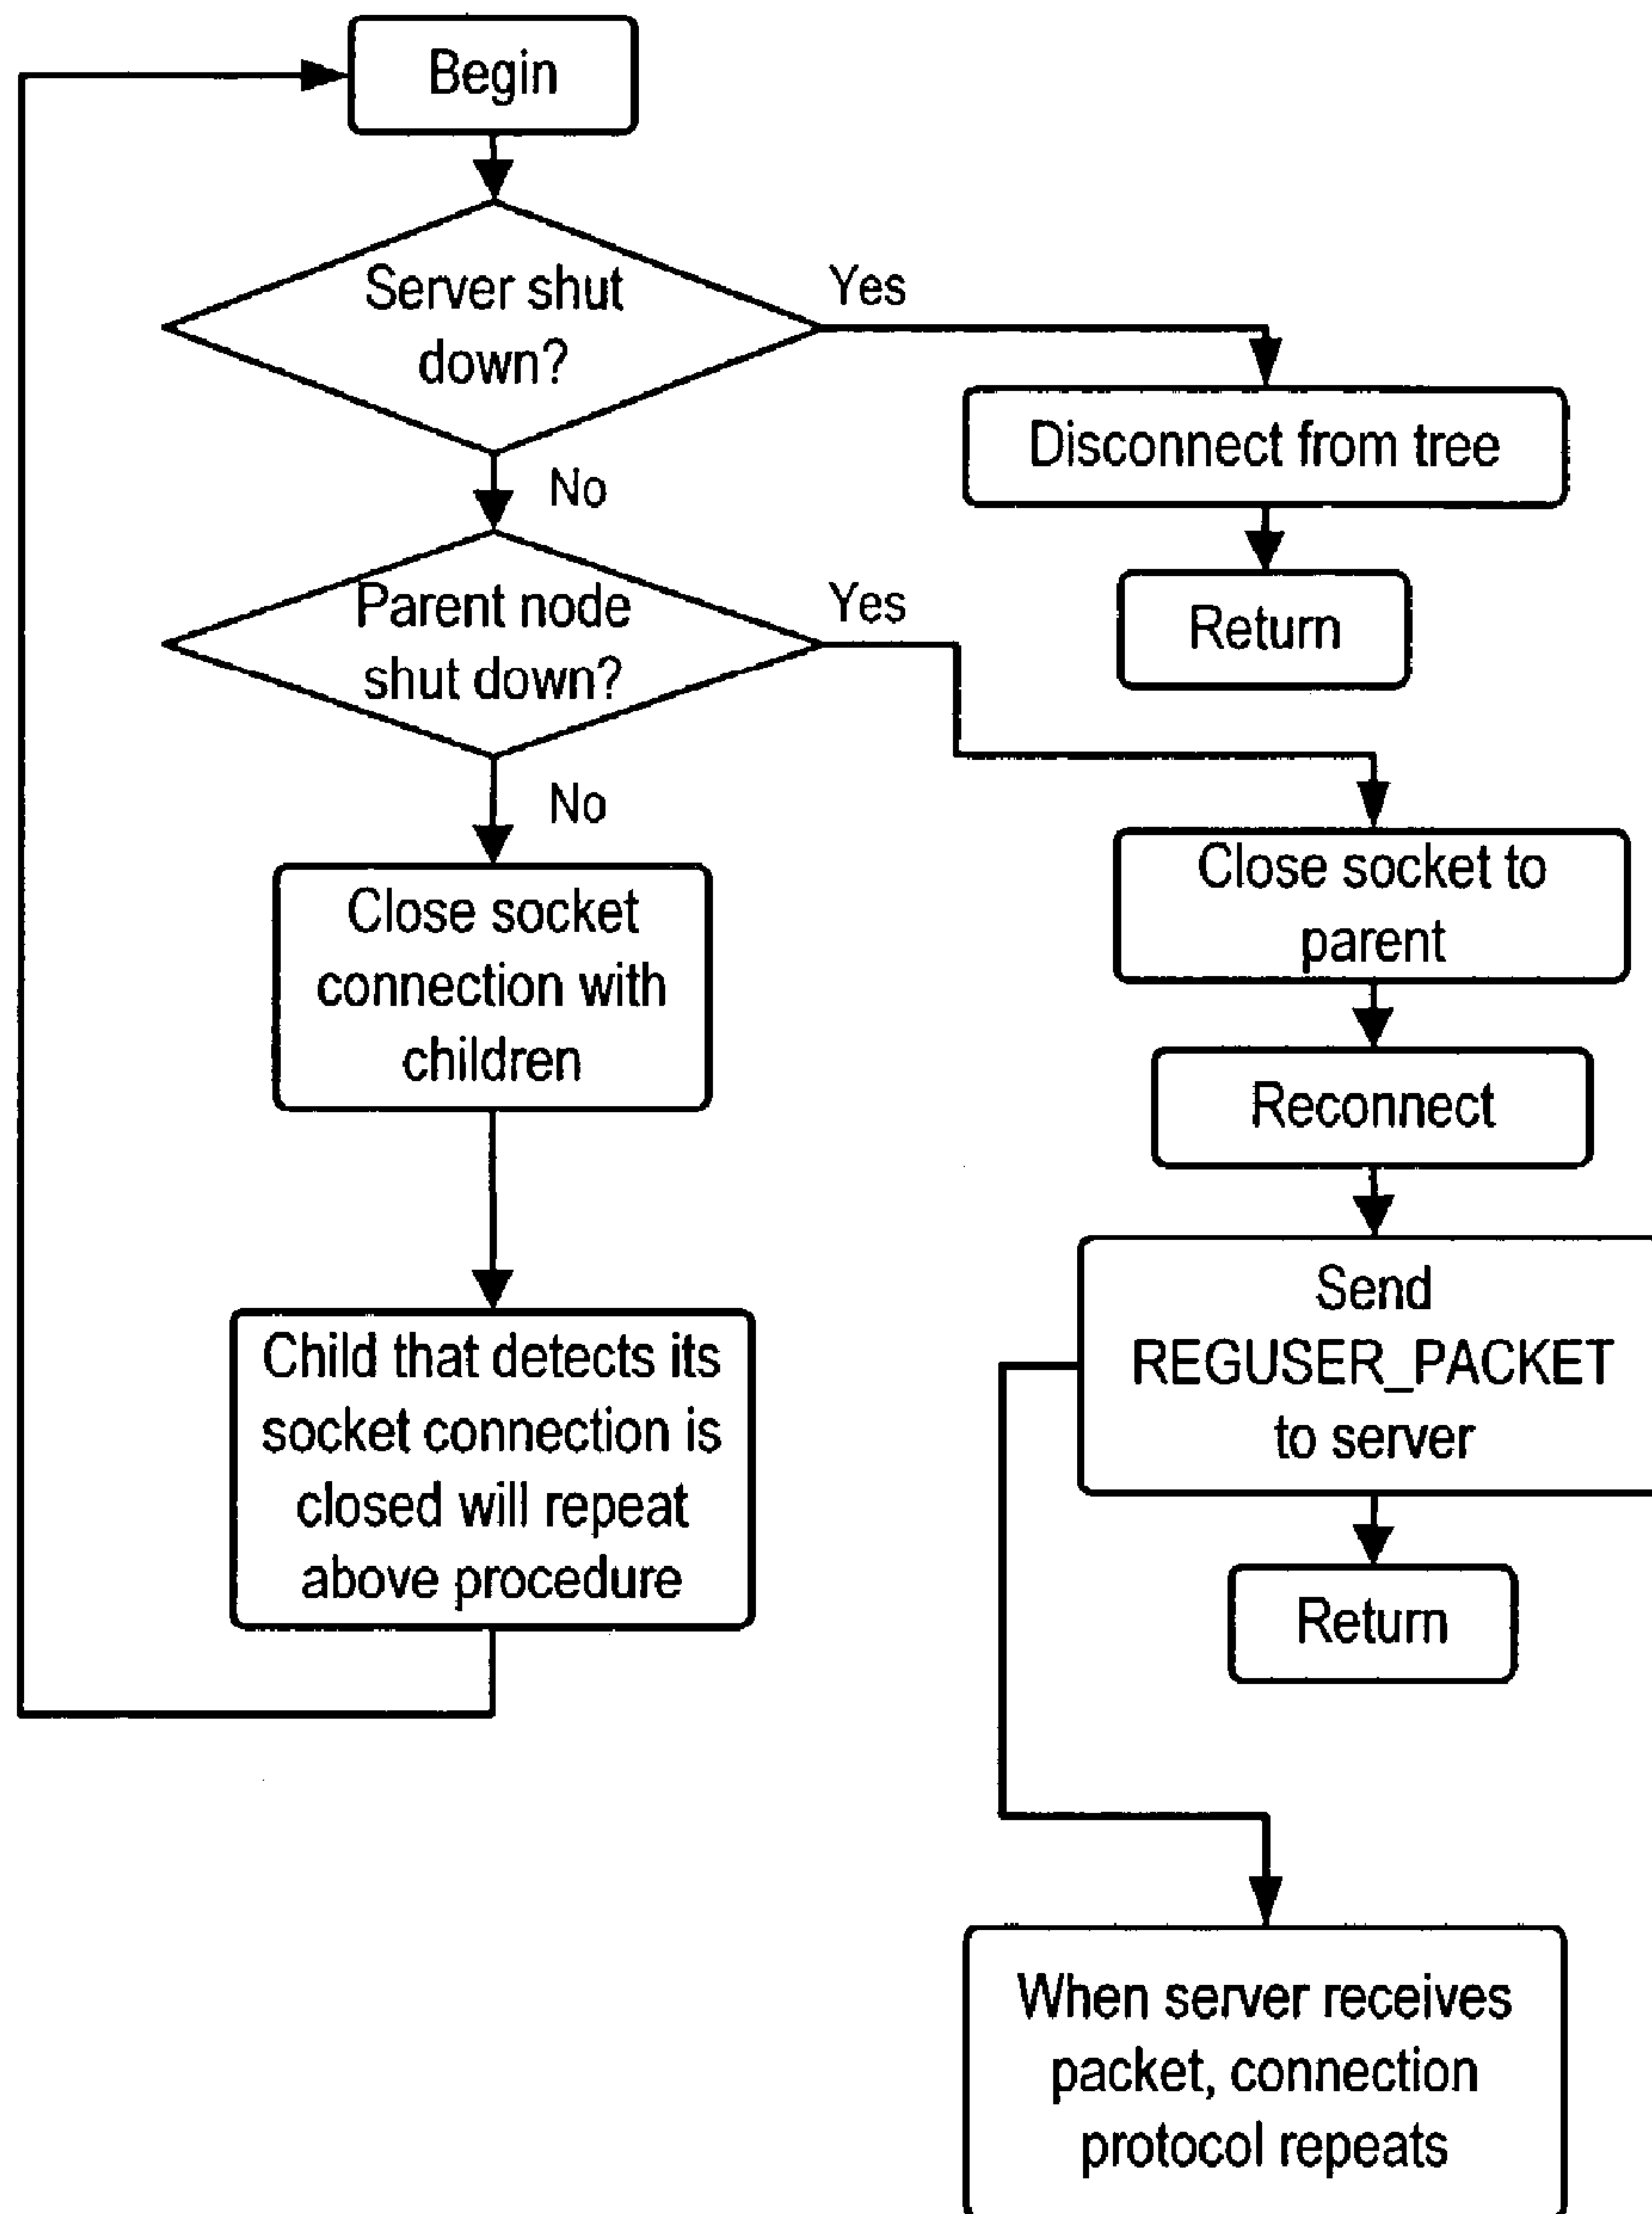 Begin
Server shut
down?
Yes
Disconnect from tree
No
Return
Parent node
shut down?
Yes
No
Close socket to
parent
Close socket
connection with
children
Reconnect
Send
REGUSER_PACKET
to server
Child that detects its
socket connection is
closed will repeat
above procedure
Return
When server receives
packet, connection
protocol repeats